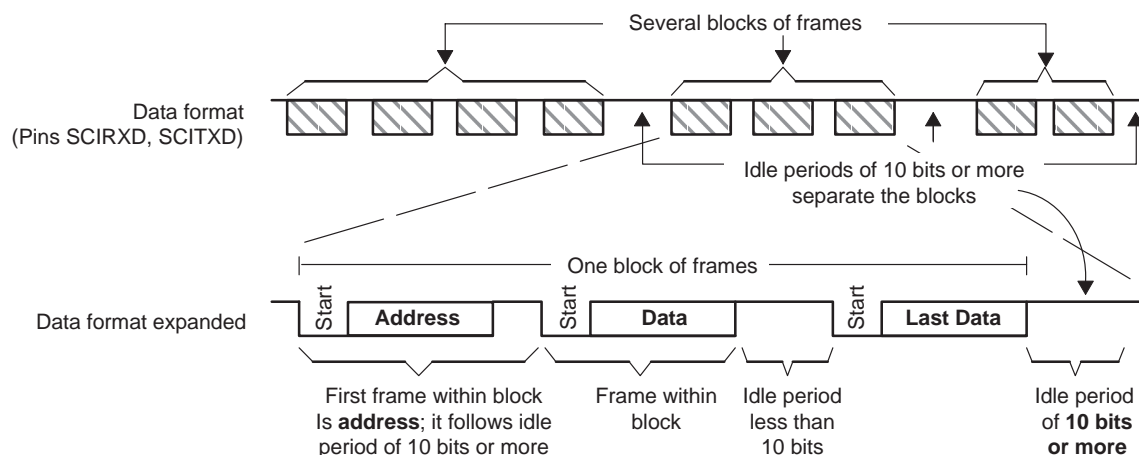 Several blocks of frames
Data format
(Pins SCIRXD, SCITXD)
Idle periods of 10 bits or more
separate the blocks
One block of frames
Data format expanded
Start
Address
Start
Data
Start
Last Data
First frame within block
Is address; it follows idle
period of 10 bits or more
Frame within
block
Idle period
less than
10 bits
Idle period
of 10 bits
or more